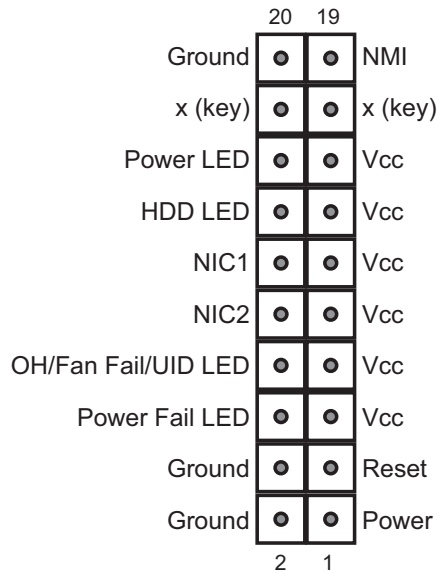 20 19
Ground NMI
x (key) x (key)
Power LED Vcc
HDD LED Vcc
NIC1 Vcc
NIC2 Vcc
OH/Fan Fail/UID LED Vcc
Power Fail LED Vcc
Ground Reset
Ground Power
2 1